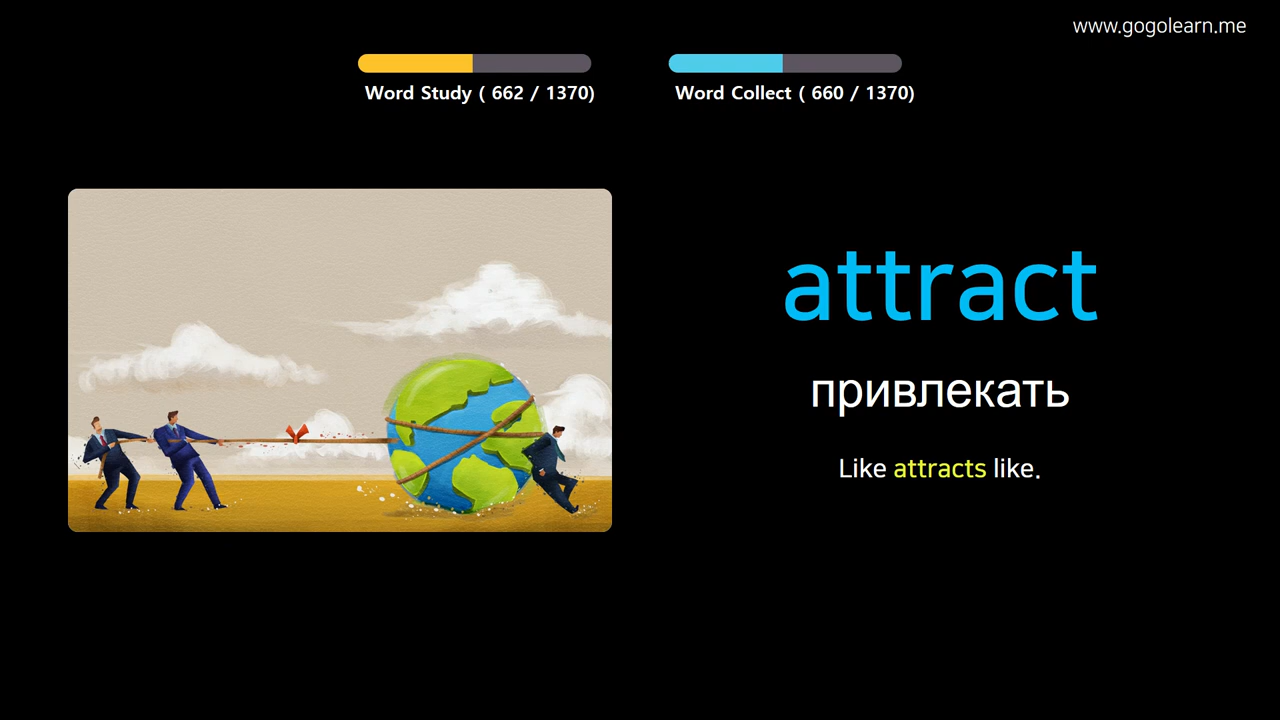 www.gogolearn.me
Word Study ( 662 / 1370)
Word Collect ( 660 / 1370)
attract
привлекать
Like attracts like.